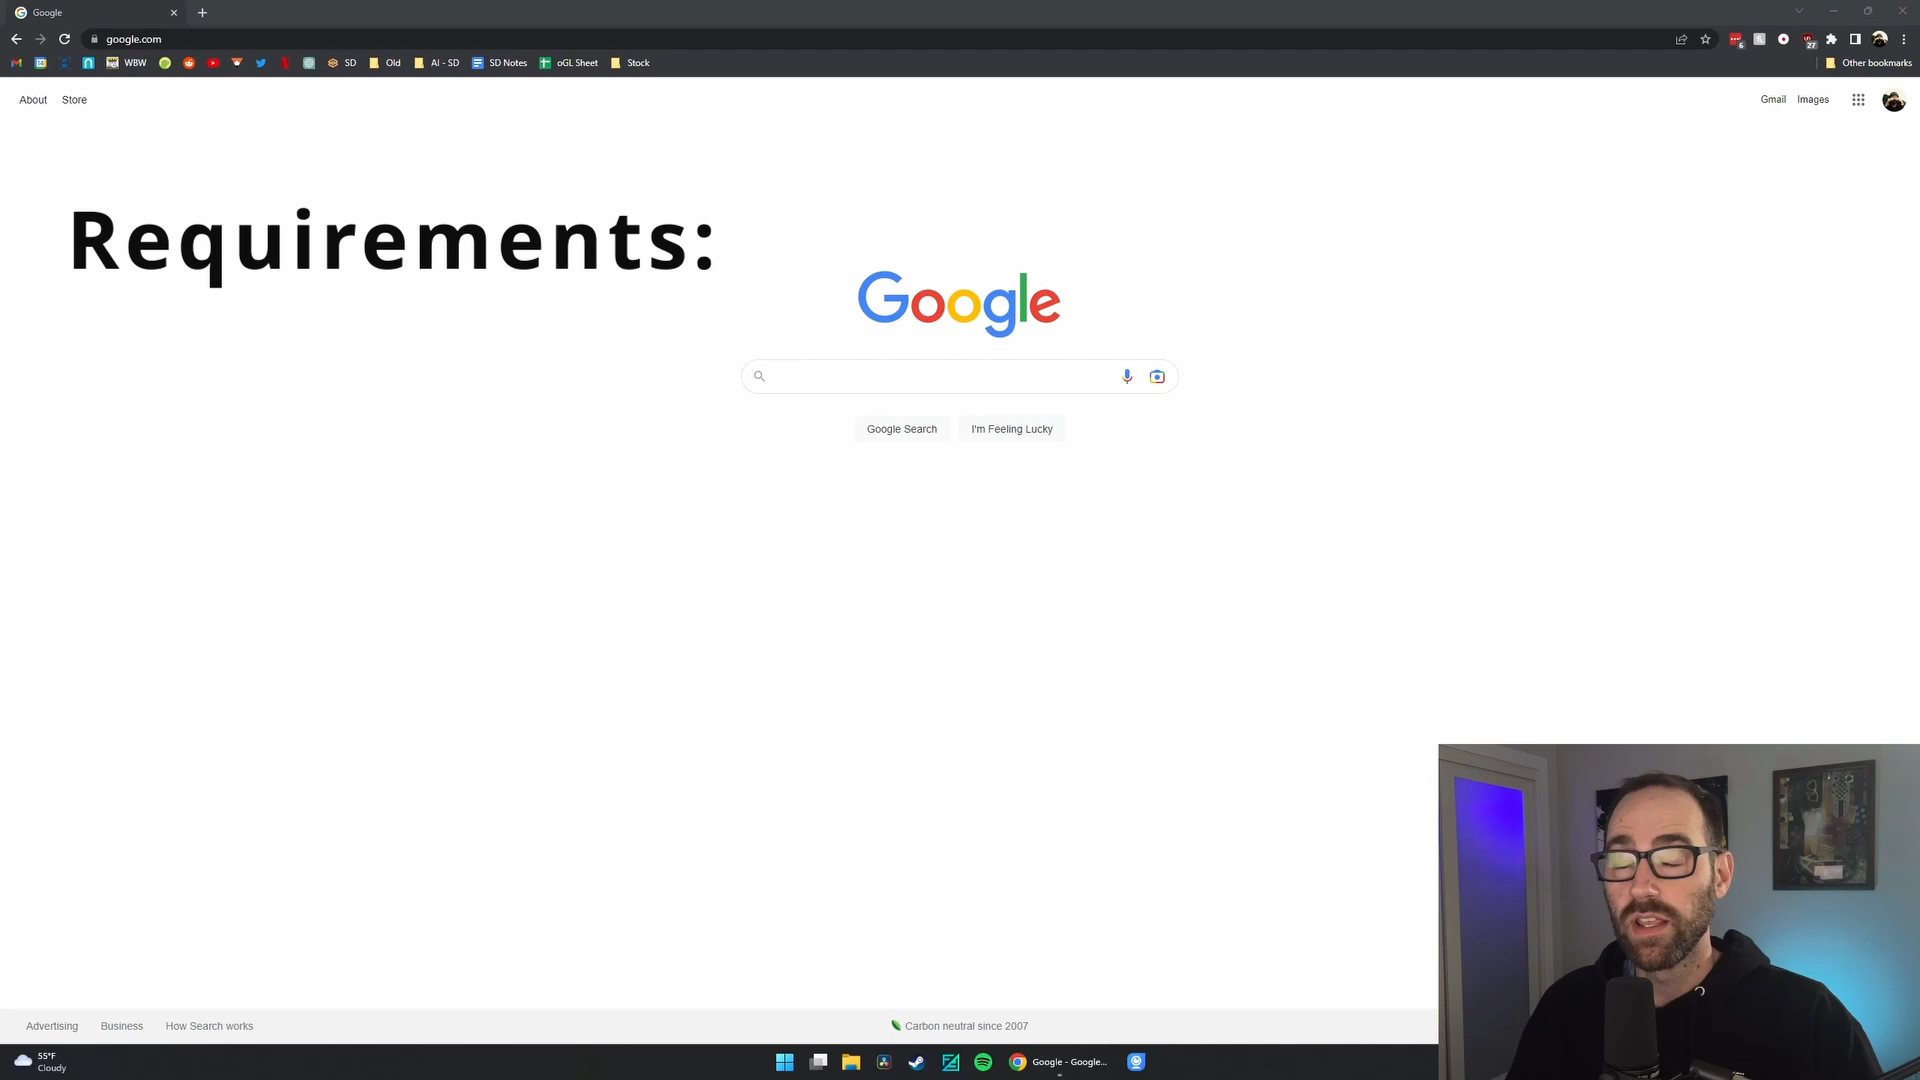 Google
google.com
WBW
SD
Old
AI - SD
SD Notes
oGL Sheet
Stock
Other bookmarks
6
27
About
Store
Gmail
Images
Requirements:
Google
Google Search
I'm Feeling Lucky
Advertising
Business
How Search works
Carbon neutral since 2007
55°F
Cloudy
Google - Google...